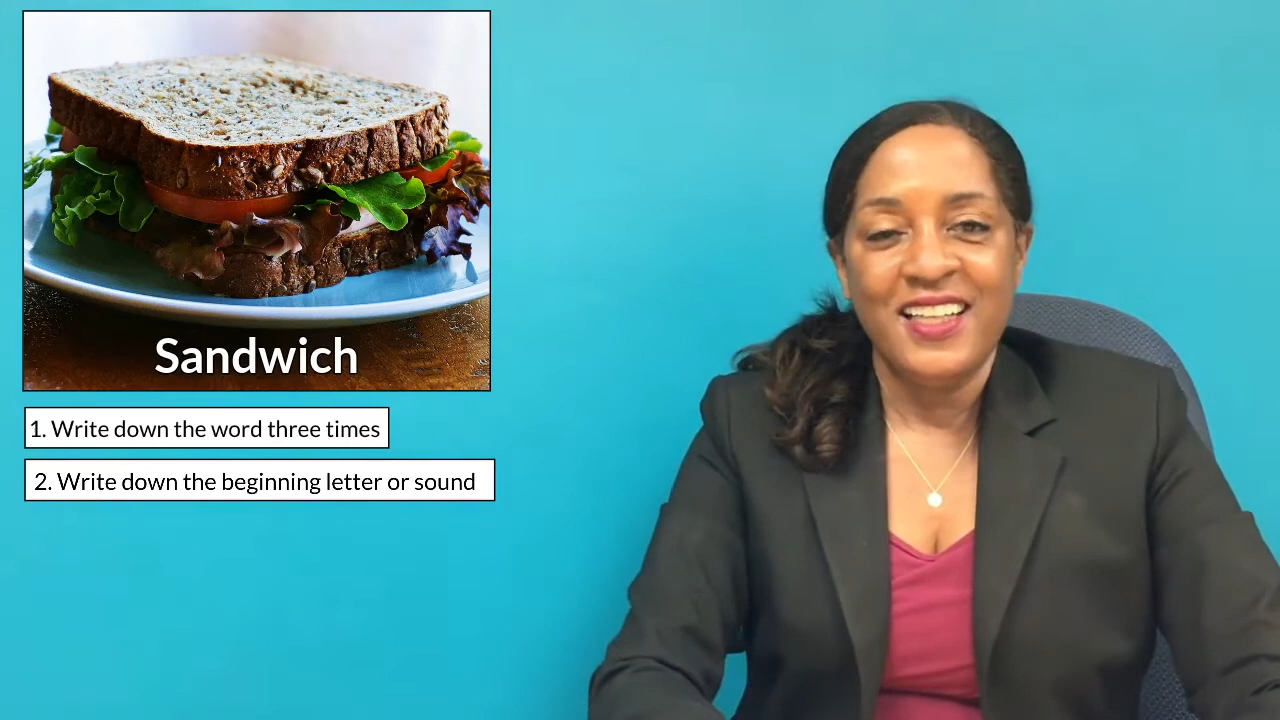 Sandwich
1. Write down the word three times
2. Write down the beginning letter or sound